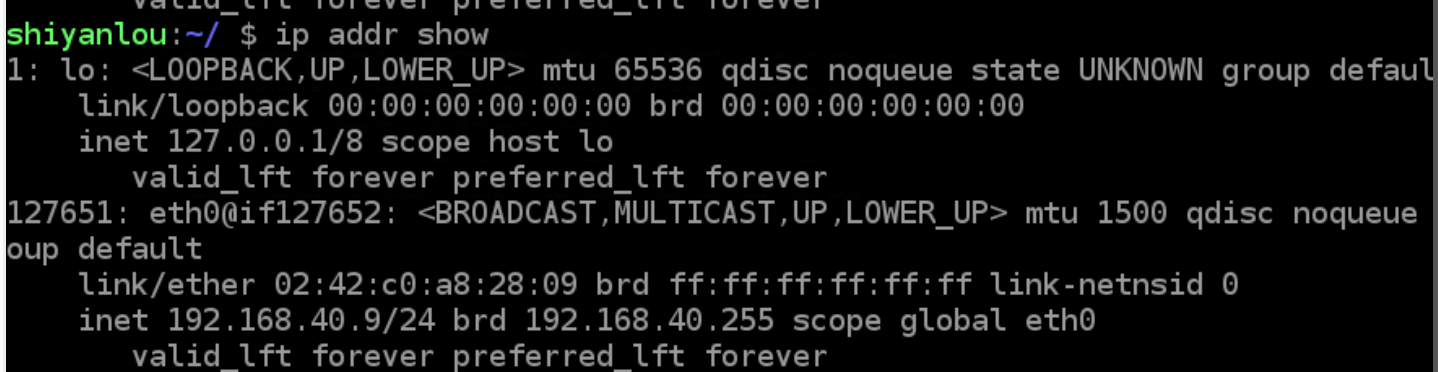 valid_lft forever preferred_lft forever
shiyanlou:~/ $ ip addr show
1: lo: <LOOPBACK,UP,LOWER_UP> mtu 65536 qdisc noqueue state UNKNOWN group defaul
    link/loopback 00:00:00:00:00:00 brd 00:00:00:00:00:00
    inet 127.0.0.1/8 scope host lo
       valid_lft forever preferred_lft forever
127651: eth0@if127652: <BROADCAST,MULTICAST,UP,LOWER_UP> mtu 1500 qdisc noqueue
oup default
    link/ether 02:42:c0:a8:28:09 brd ff:ff:ff:ff:ff:ff link-netnsid 0
    inet 192.168.40.9/24 brd 192.168.40.255 scope global eth0
       valid_lft forever preferred_lft forever